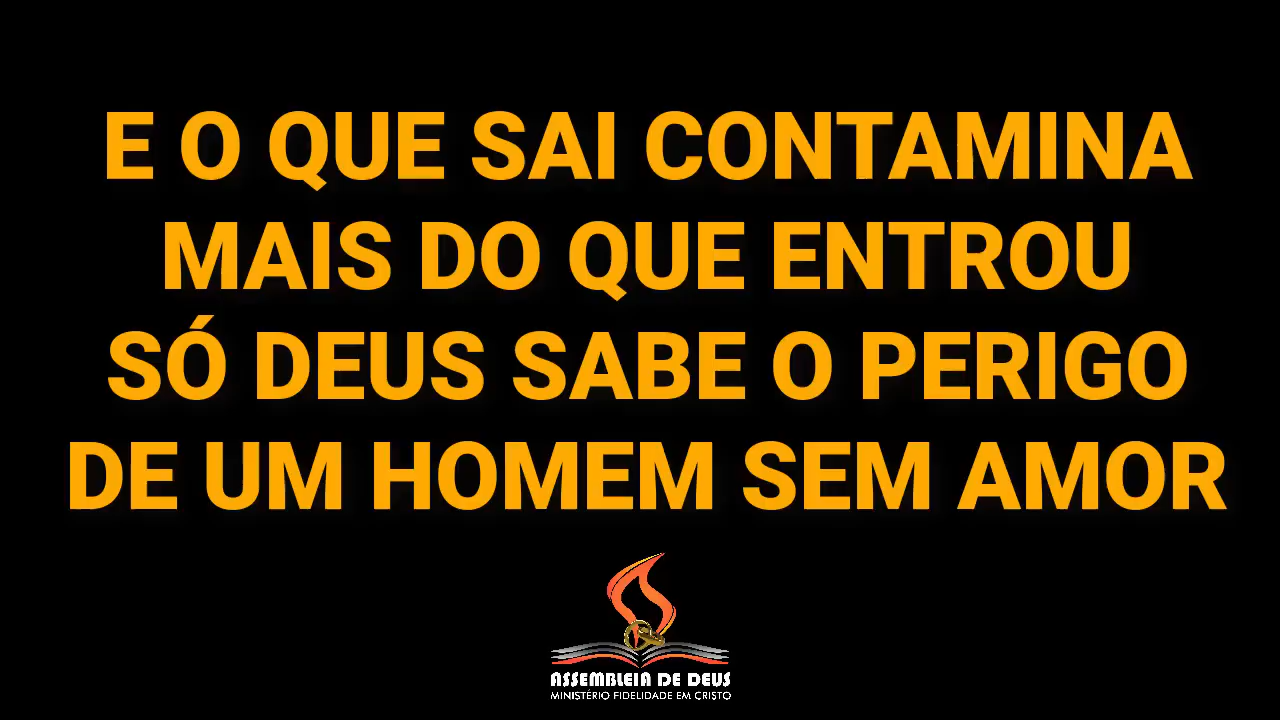 E O QUE SAI CONTAMINA
MAIS DO QUE ENTROU
SÓ DEUS SABE O PERIGO
DE UM HOMEM SEM AMOR
ASSEMBLEIA DE DEUS
MINISTÉRIO FIDELIDADE EM CRISTO